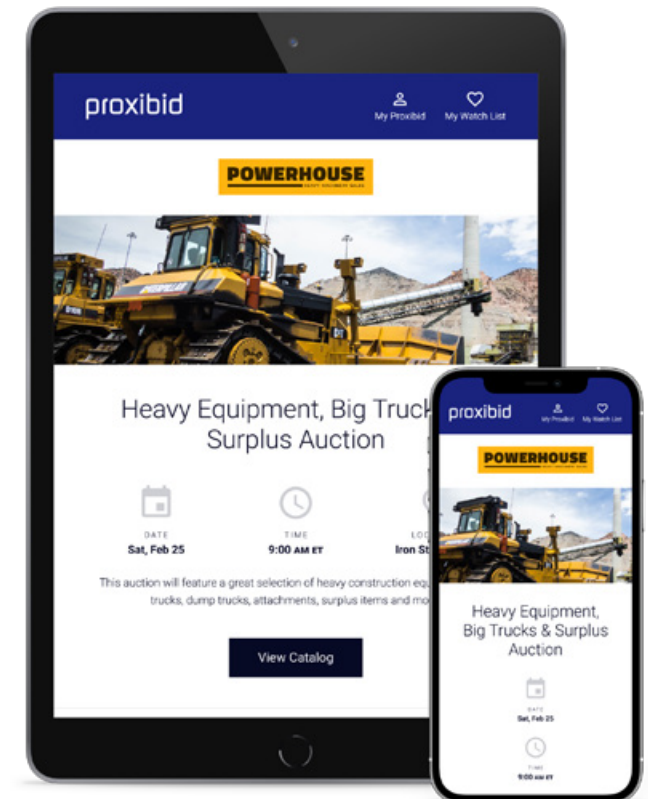 proxibid
My Proxibid
My Watch List
POWERHOUSE
CATERPILLAR
Heavy Equipment, Big Truck
Surplus Auction
DATE
TIME
Sat, Feb 25
9:00 AM ET
Iron St
This auction will feature a great selection of heavy construction equ
trucks, dump trucks, attachments, surplus items and mo
View Catalog
proxibid
My Proxibid
My Watch List
POWERHOUSE
Heavy Equipment,
Big Trucks & Surplus
Auction
DATE
Sat, Feb 25
TIME
9:00 AM ET